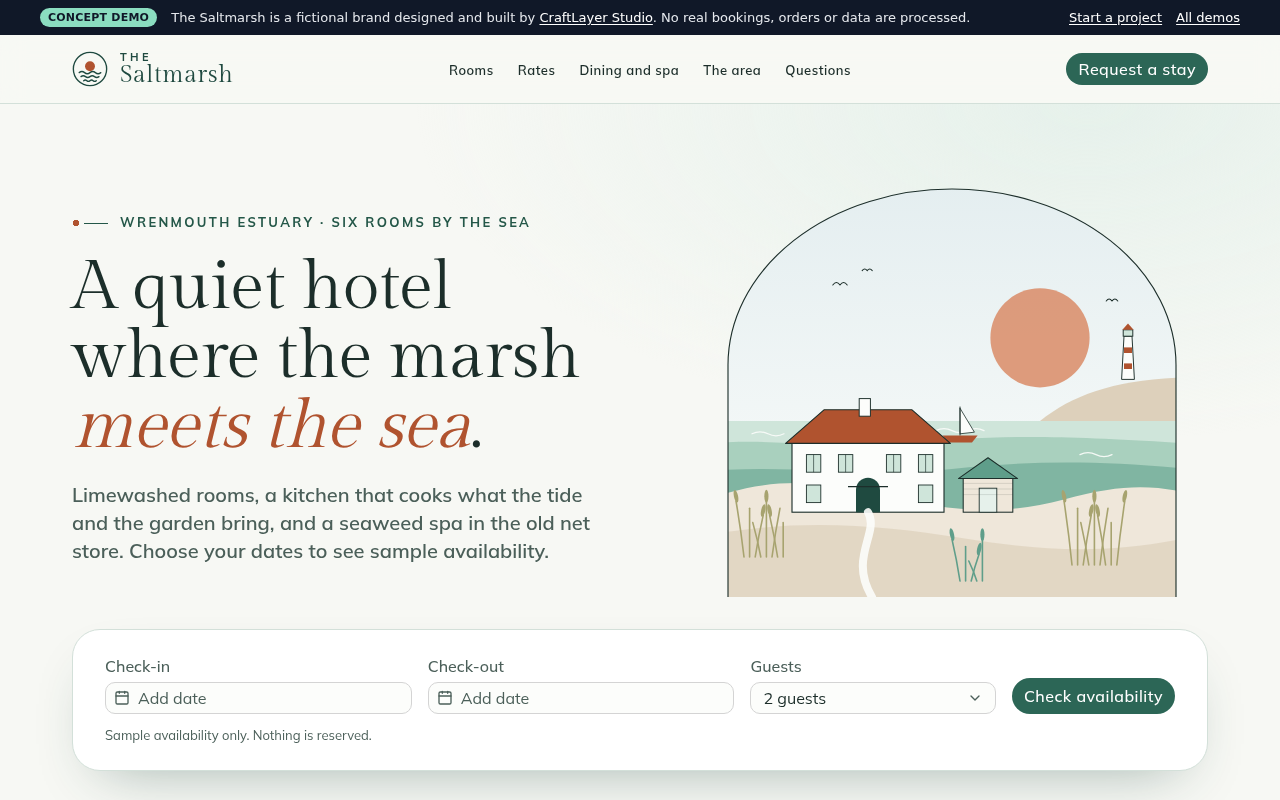 CONCEPT DEMO The Saltmarsh is a fictional brand designed and built by CraftLayer Studio. No real bookings, orders or data are processed. Start a project All demos
THE
Saltmarsh
Rooms Rates Dining and spa The area Questions
Request a stay
WRENMOUTH ESTUARY · SIX ROOMS BY THE SEA
A quiet hotel
where the marsh
meets the sea.
Limewashed rooms, a kitchen that cooks what the tide
and the garden bring, and a seaweed spa in the old net
store. Choose your dates to see sample availability.
Check-in Check-out Guests
Add date Add date 2 guests Check availability
Sample availability only. Nothing is reserved.